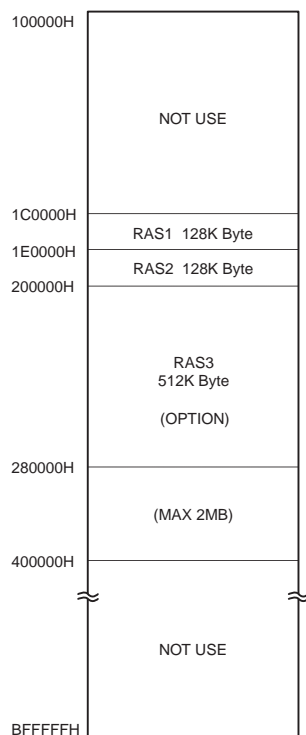 100000H
NOT USE
1C0000H
RAS1 128K Byte
1E0000H
RAS2 128K Byte
200000H
RAS3
512K Byte
(OPTION)
280000H
(MAX 2MB)
400000H
NOT USE
BFFFFFH